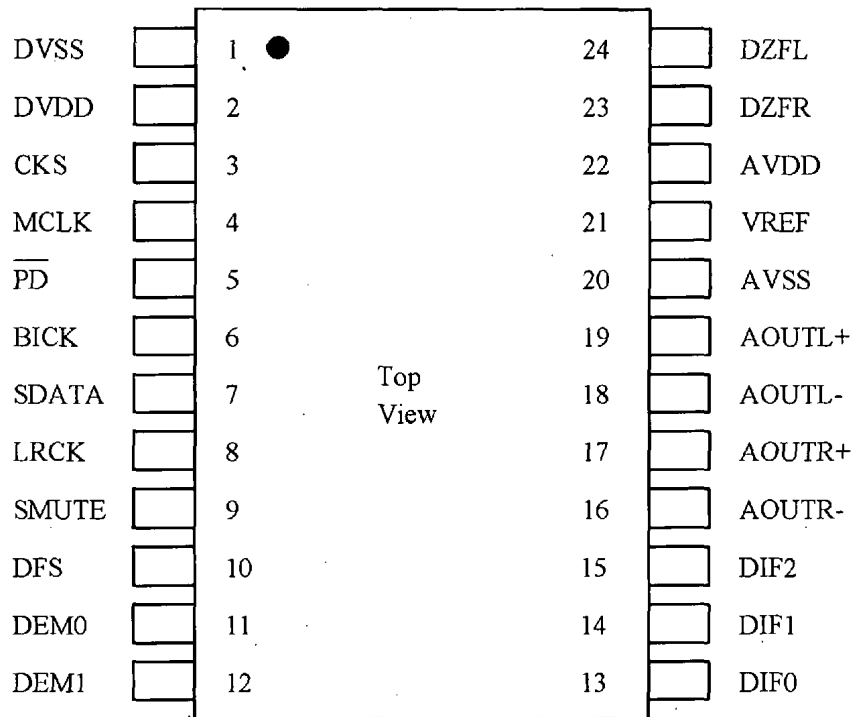 DVSS 1 24 DZFL
DVDD 2 23 DZFR
CKS 3 22 AVDD
MCLK 4 21 VREF
P̅D̅ 5 20 AVSS
BICK 6 19 AOUTL+
SDATA 7 18 AOUTL-
LRCK 8 17 AOUTR+
SMUTE 9 16 AOUTR-
DFS 10 15 DIF2
DEM0 11 14 DIF1
DEM1 12 13 DIF0
Top
View